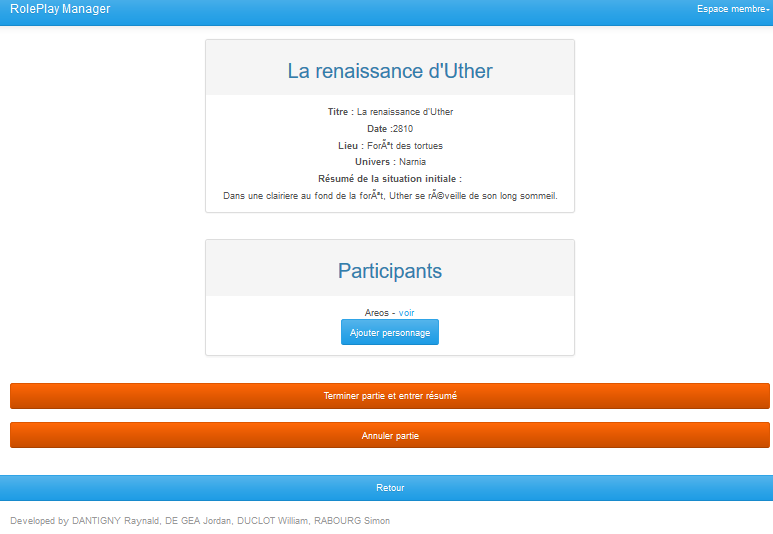 RolePlay Manager
Espace membre
La renaissance d'Uther
Titre : La renaissance d'Uther
Date :2810
Lieu : ForÃªt des tortues
Univers : Narnia
Résumé de la situation initiale :
Dans une clairiere au fond de la forÃªt, Uther se rÃ©veille de son long sommeil.
Participants
Areos - voir
Ajouter personnage
Terminer partie et entrer résumé
Annuler partie
Retour
Developed by DANTIGNY Raynald, DE GEA Jordan, DUCLOT William, RABOURG Simon